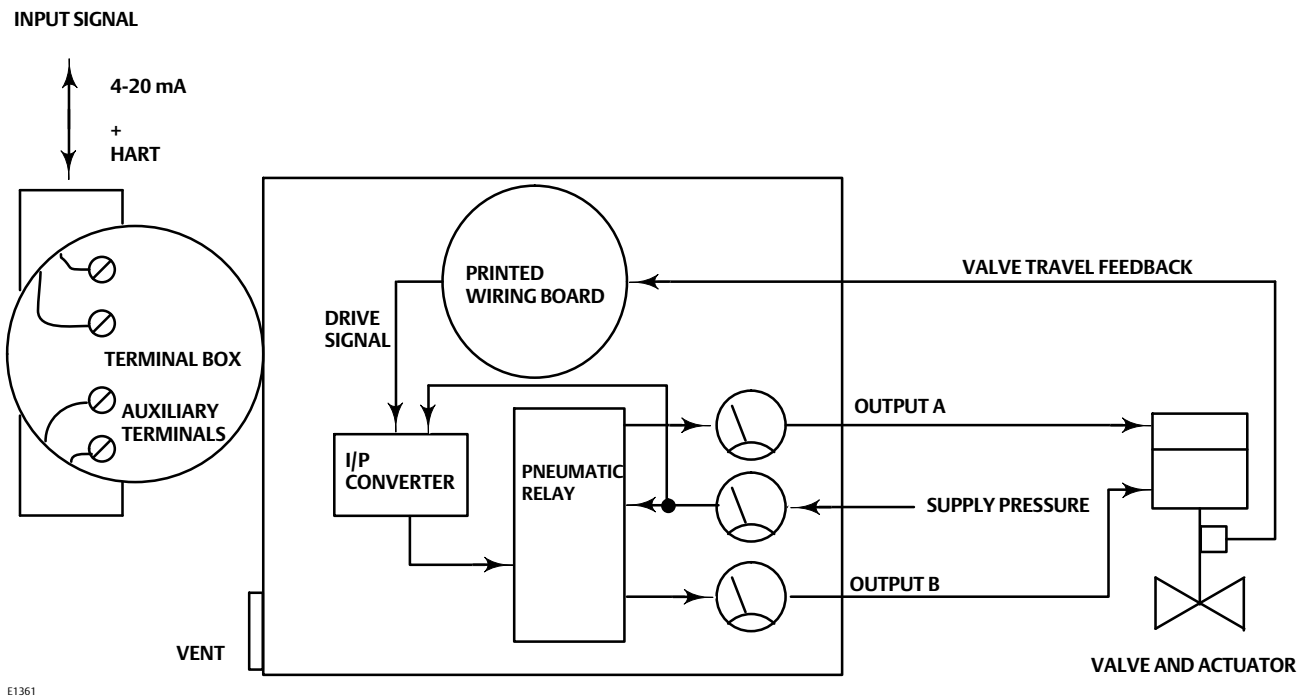 INPUT SIGNAL
4-20 mA
+
HART
TERMINAL BOX
AUXILIARY
TERMINALS
PRINTED
WIRING BOARD
DRIVE
SIGNAL
I/P
CONVERTER
PNEUMATIC
RELAY
VALVE TRAVEL FEEDBACK
OUTPUT A
SUPPLY PRESSURE
OUTPUT B
VENT
VALVE AND ACTUATOR
E1361